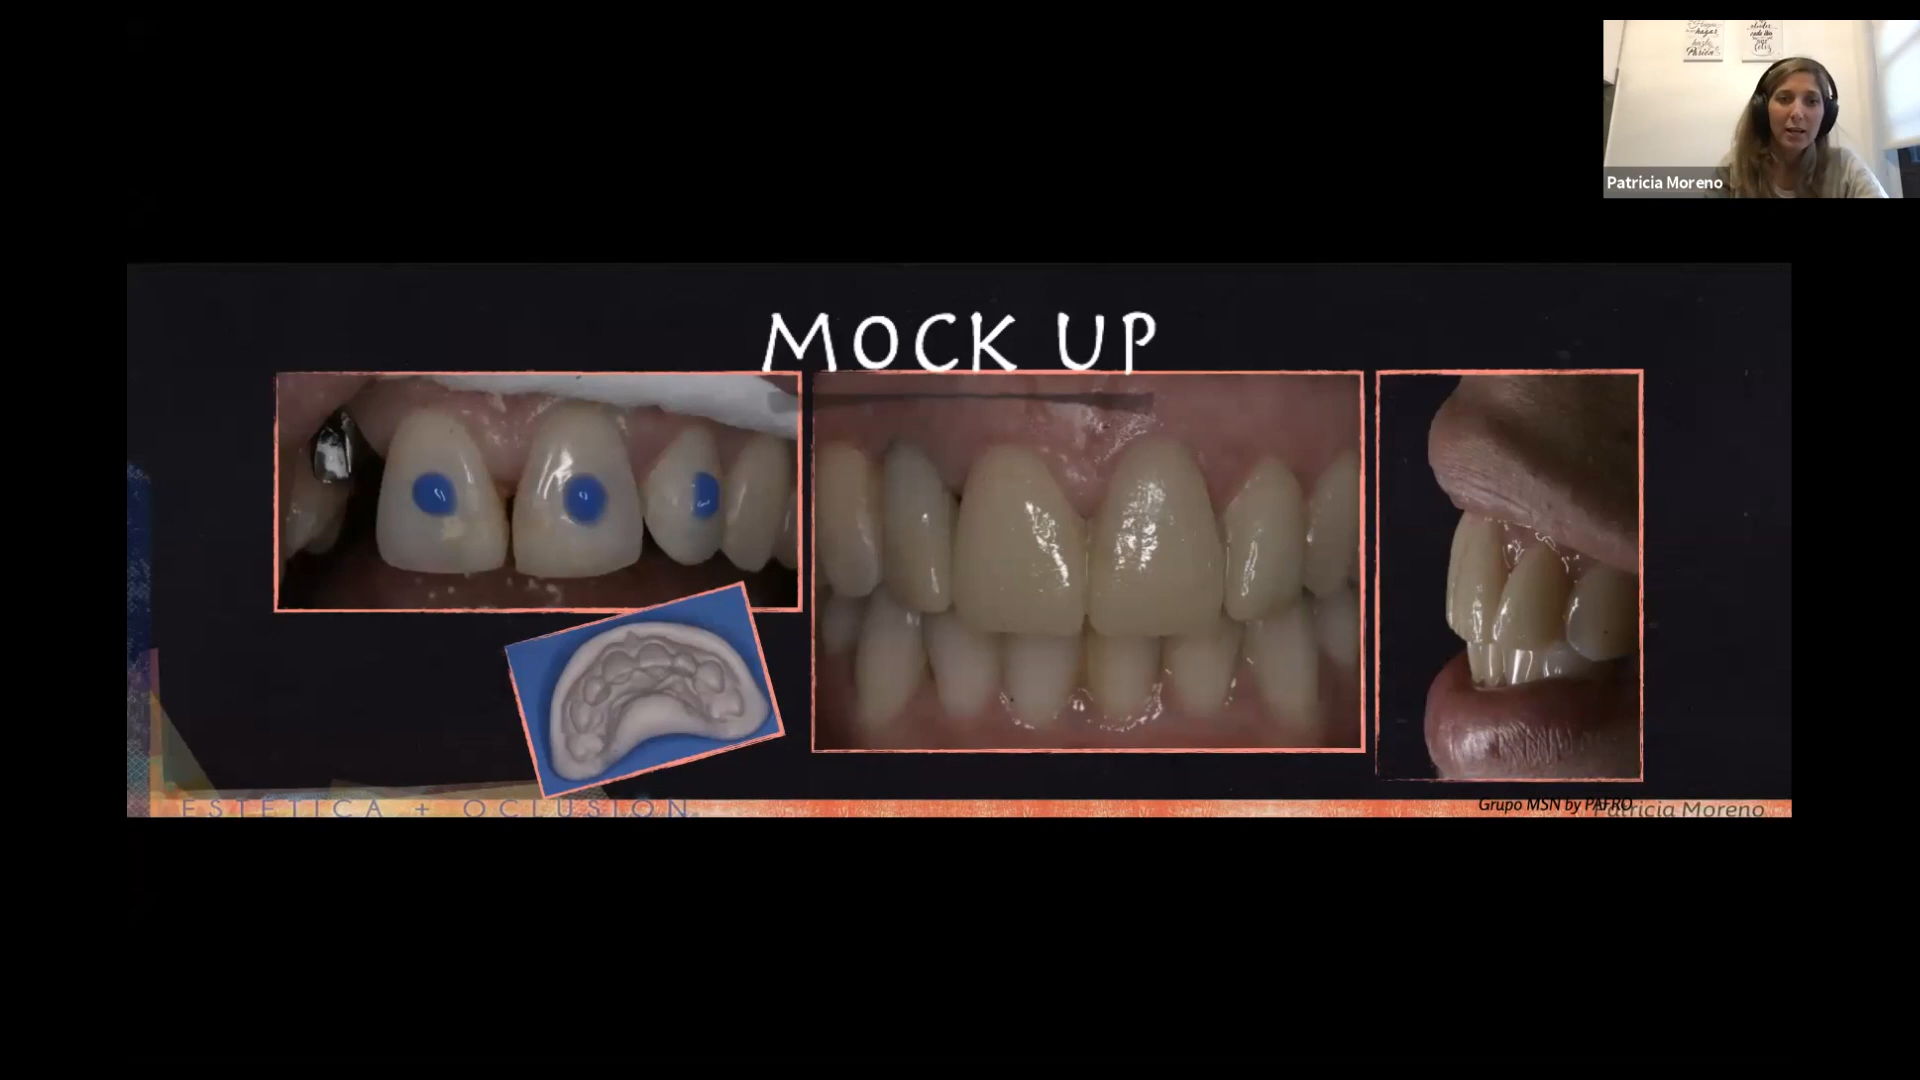 Patricia Moreno
MOCK UP
ESTÉTICA + OCLUSIÓN
Grupo MSN by PAFRO
Patricia Moreno